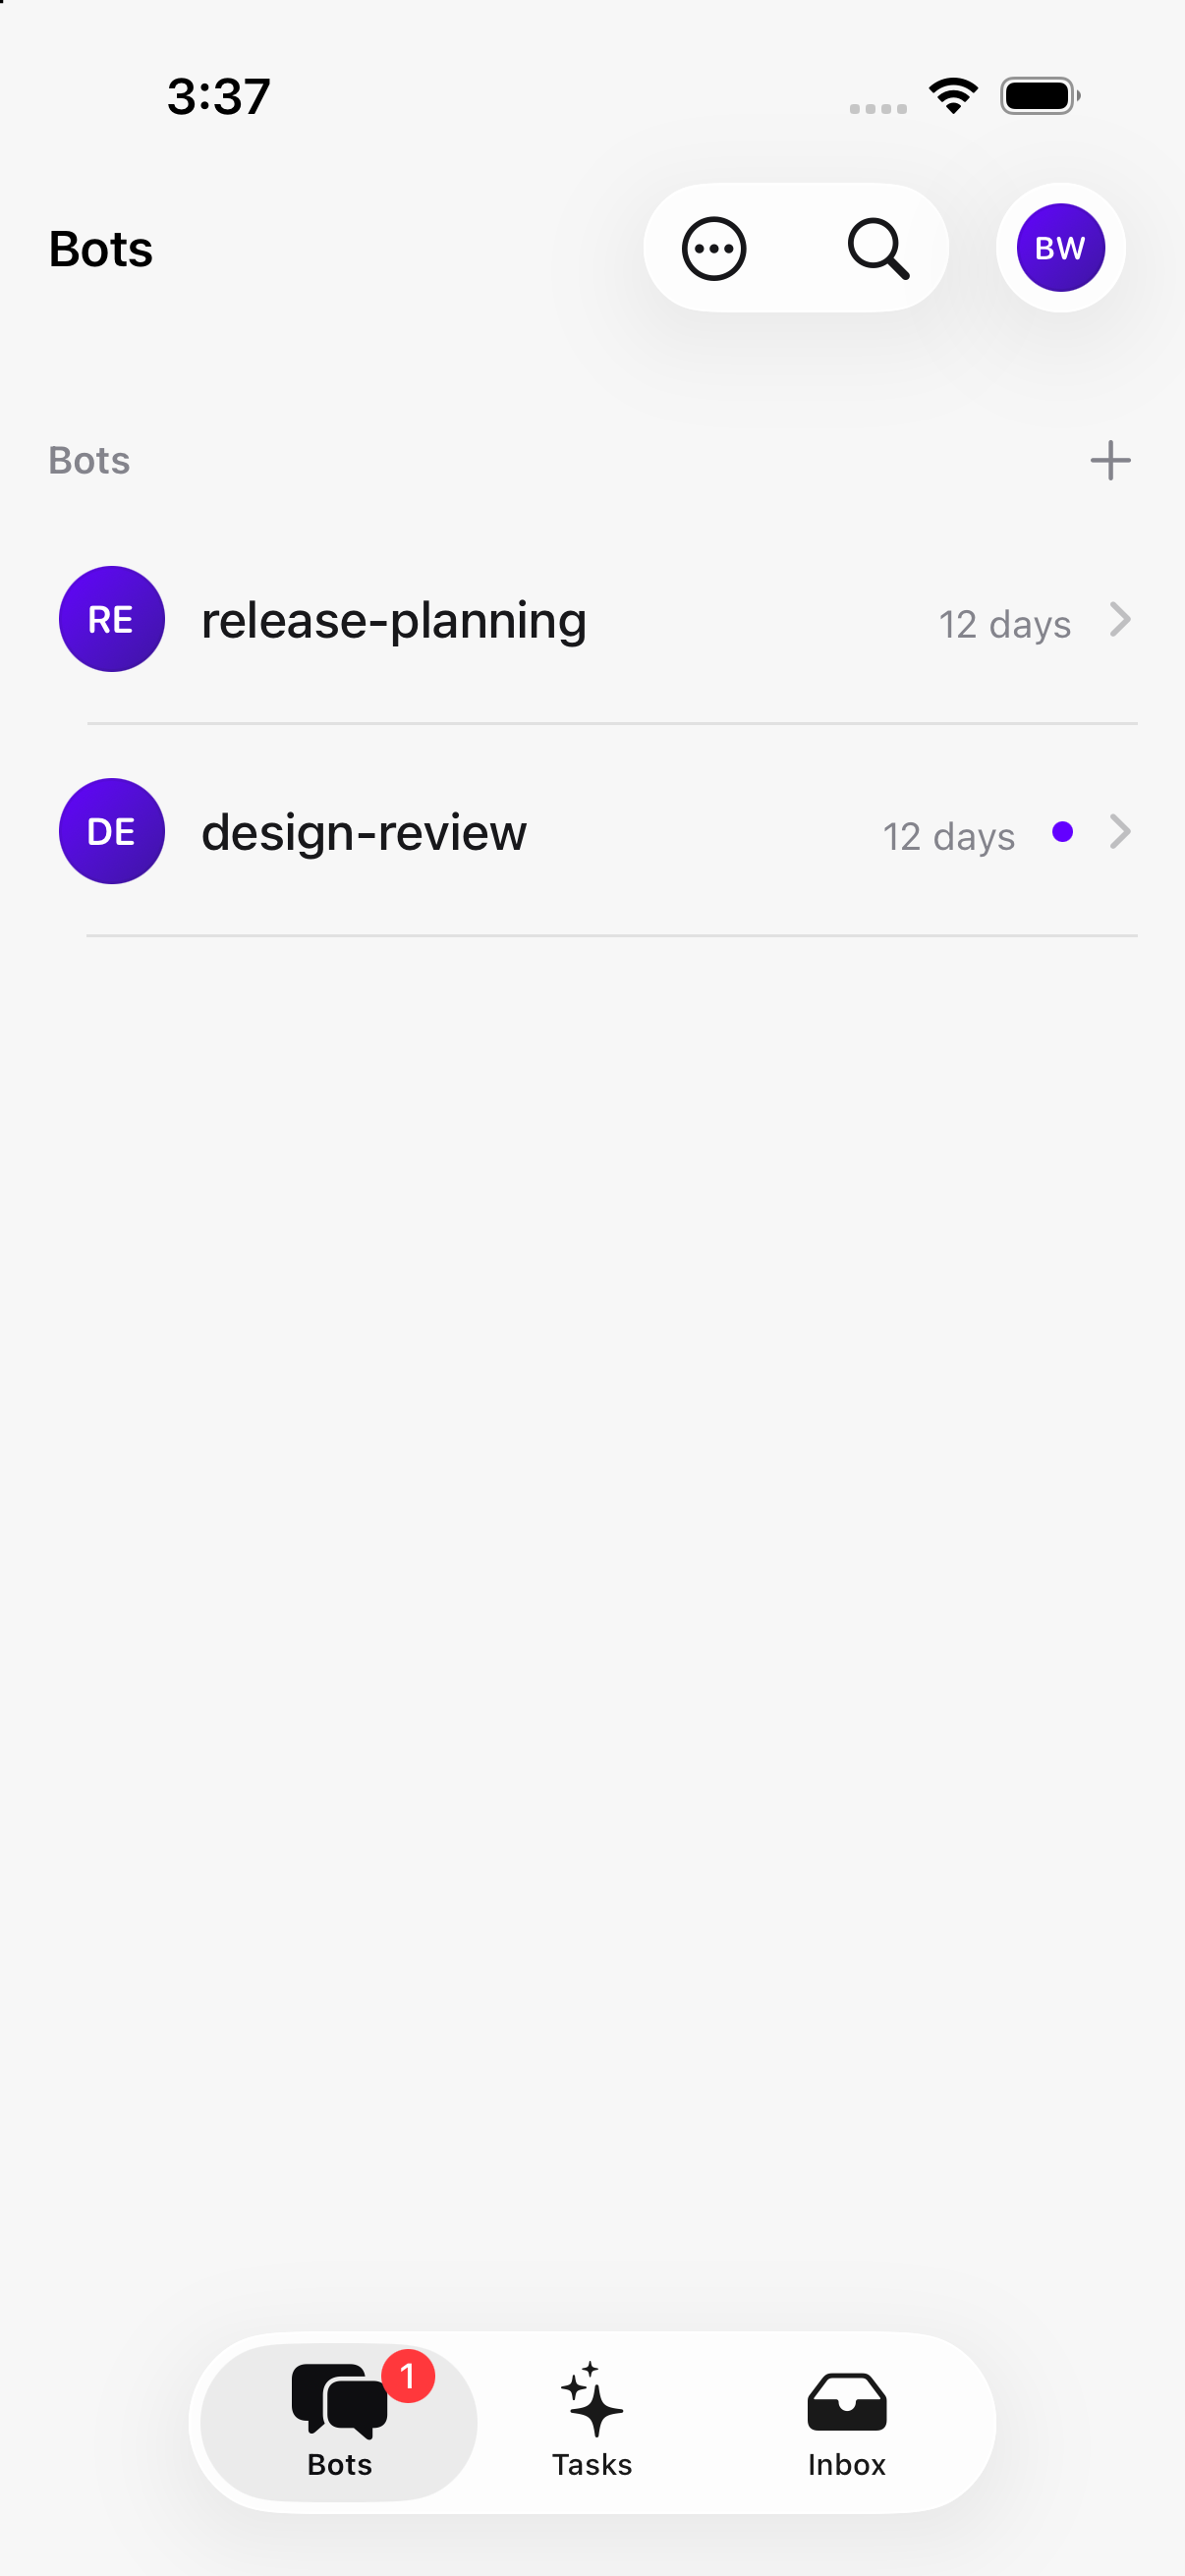 3:37
Bots
BW
Bots
RE release-planning 12 days
DE design-review 12 days
1
Bots Tasks Inbox